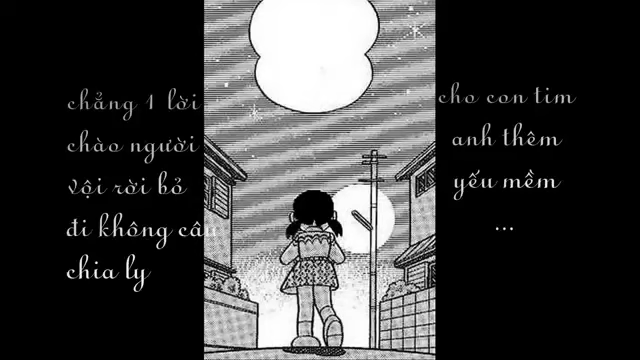 chẳng 1 lời
chào người
vội rời bỏ
đi không câu
chia ly
cho con tim
anh thêm
yếu mềm
...